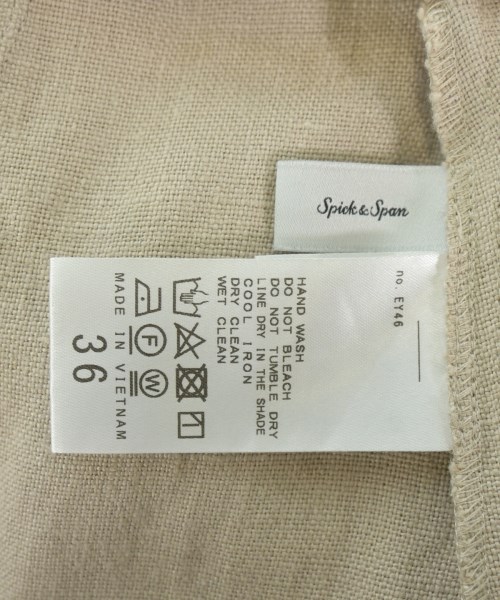 Spick & Span
no. EY46
HAND WASH
DO NOT BLEACH
DO NOT TUMBLE DRY
LINE DRY IN THE SHADE
COOL IRON
DRY CLEAN
WET CLEAN
F
W
MADE IN VIETNAM
36